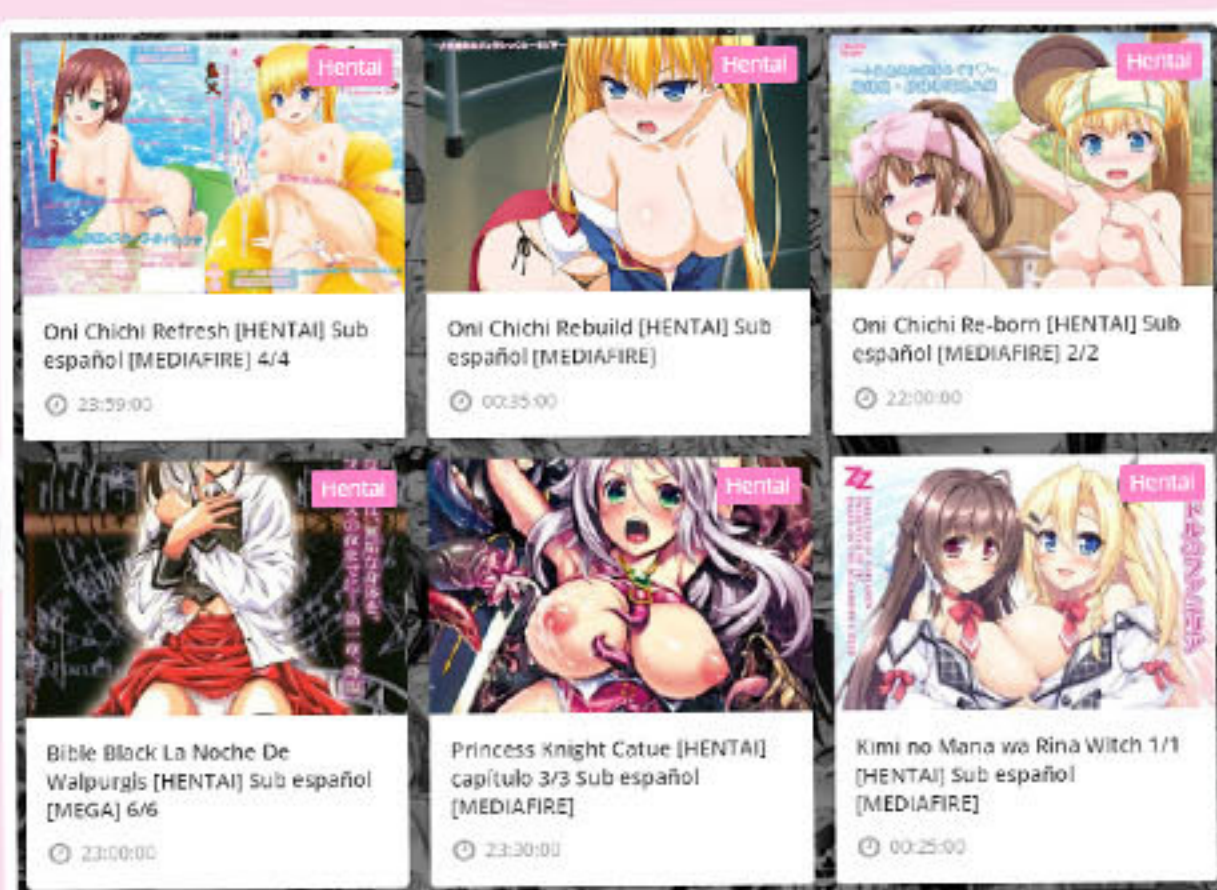 Hentai
Hentai
Hentai
Oni Chichi Refresh [HENTAI] Sub
español [MEDIAFIRE] 4/4
23:59:00
Oni Chichi Rebuild [HENTAI] Sub
español [MEDIAFIRE]
00:35:00
Oni Chichi Re-born [HENTAI] Sub
español [MEDIAFIRE] 2/2
22:00:00
Hentai
Hentai
Hentai
Bible Black La Noche De
Walpurgis [HENTAI] Sub español
[MEGA] 6/6
23:00:00
Princess Knight Catue [HENTAI]
capítulo 3/3 Sub español
[MEDIAFIRE]
23:30:00
Kimi no Mana wa Rina Witch 1/1
[HENTAI] Sub español
[MEDIAFIRE]
00:25:00